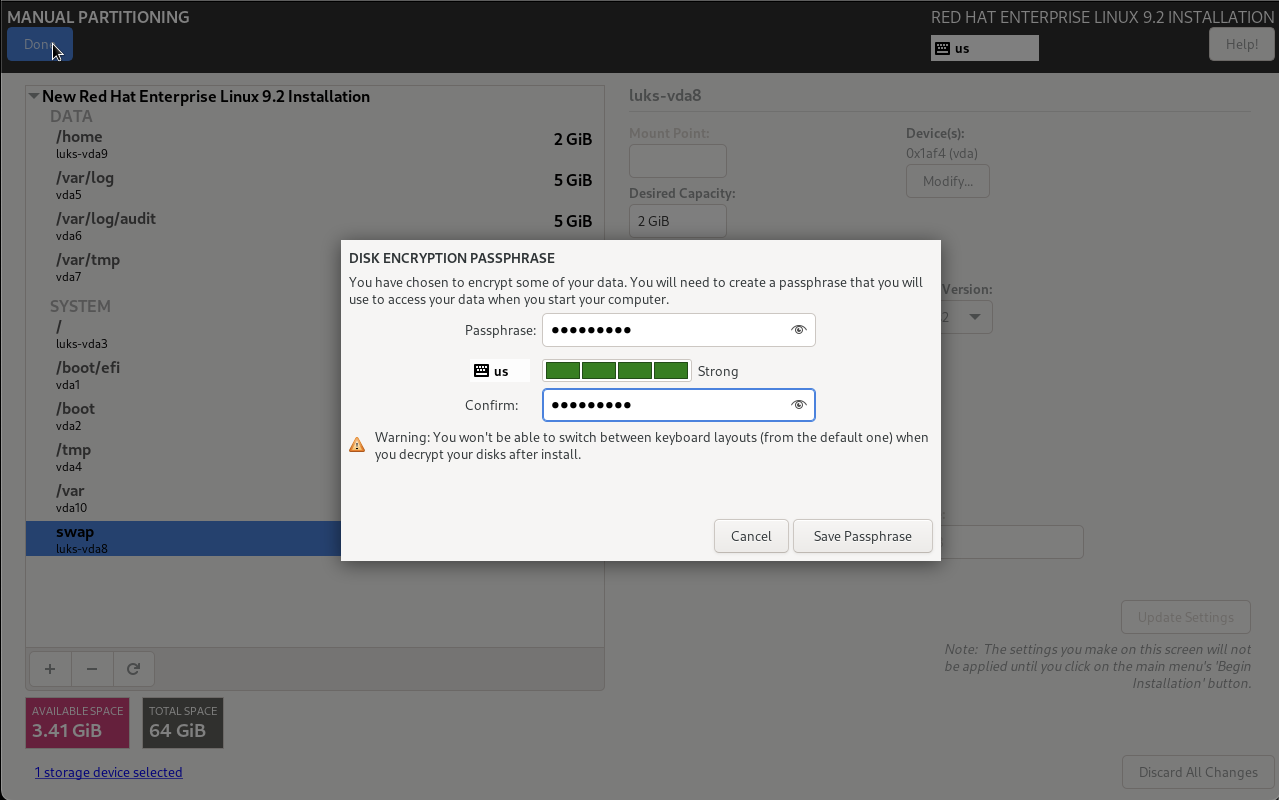 MANUAL PARTITIONING
RED HAT ENTERPRISE LINUX 9.2 INSTALLATION
Done
us
Help!
New Red Hat Enterprise Linux 9.2 Installation
DATA
/home
2 GiB
luks-vda9
/var/log
5 GiB
vda5
/var/log/audit
5 GiB
vda6
/var/tmp
vda7
SYSTEM
/
luks-vda3
/boot/efi
vda1
/boot
vda2
/tmp
vda4
/var
vda10
swap
luks-vda8
luks-vda8
Mount Point:
Device(s):
0x1af4 (vda)
Modify...
Desired Capacity:
2 GiB
Version:
2
DISK ENCRYPTION PASSPHRASE
You have chosen to encrypt some of your data. You will need to create a passphrase that you will
use to access your data when you start your computer.
Passphrase: ●●●●●●●●●
us
Strong
Confirm: ●●●●●●●●●
Warning: You won't be able to switch between keyboard layouts (from the default one) when
you decrypt your disks after install.
Cancel
Save Passphrase
Update Settings
Note: The settings you make on this screen will not
be applied until you click on the main menu's 'Begin
Installation' button.
AVAILABLE SPACE
3.41 GiB
TOTAL SPACE
64 GiB
1 storage device selected
Discard All Changes